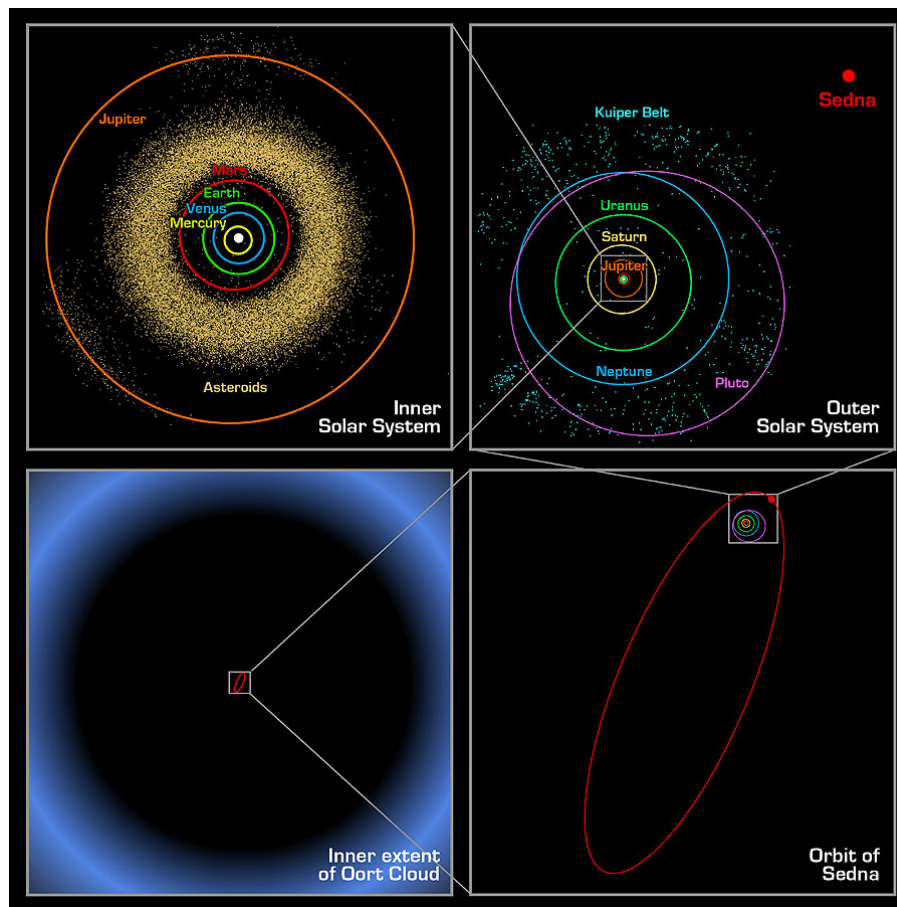 Jupiter
Mars
Earth
Venus
Mercury
Asteroids
Inner
Solar System
Sedna
Kuiper Belt
Uranus
Saturn
Jupiter
Neptune
Pluto
Outer
Solar System
Inner extent
of Oort Cloud
Orbit of
Sedna